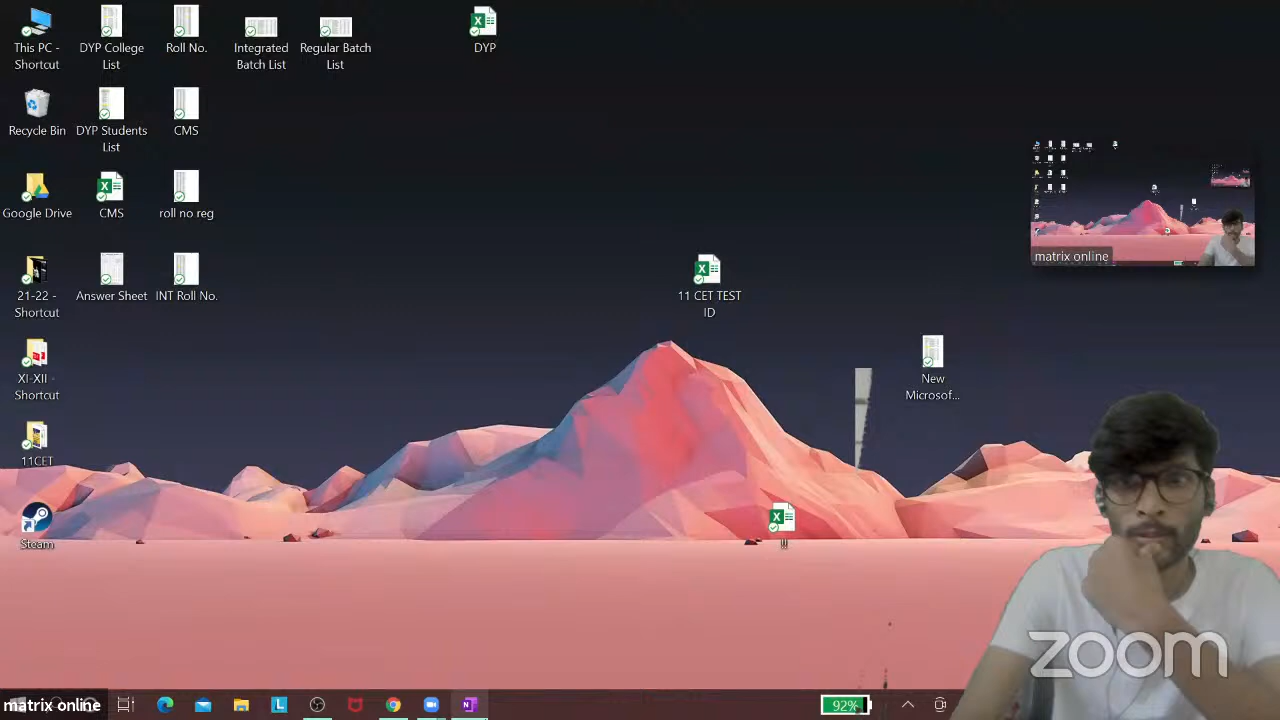 This PC -
Shortcut
DYP College
List
Roll No.
Integrated
Batch List
Regular Batch
List
DYP
Recycle Bin
DYP Students
List
CMS
Google Drive
CMS
roll no reg
21-22 -
Shortcut
Answer Sheet
INT Roll No.
11 CET TEST
ID
matrix online
XI-XII -
Shortcut
New
Microsof...
11CET
Steam
!!
zoom
matrix online
92%